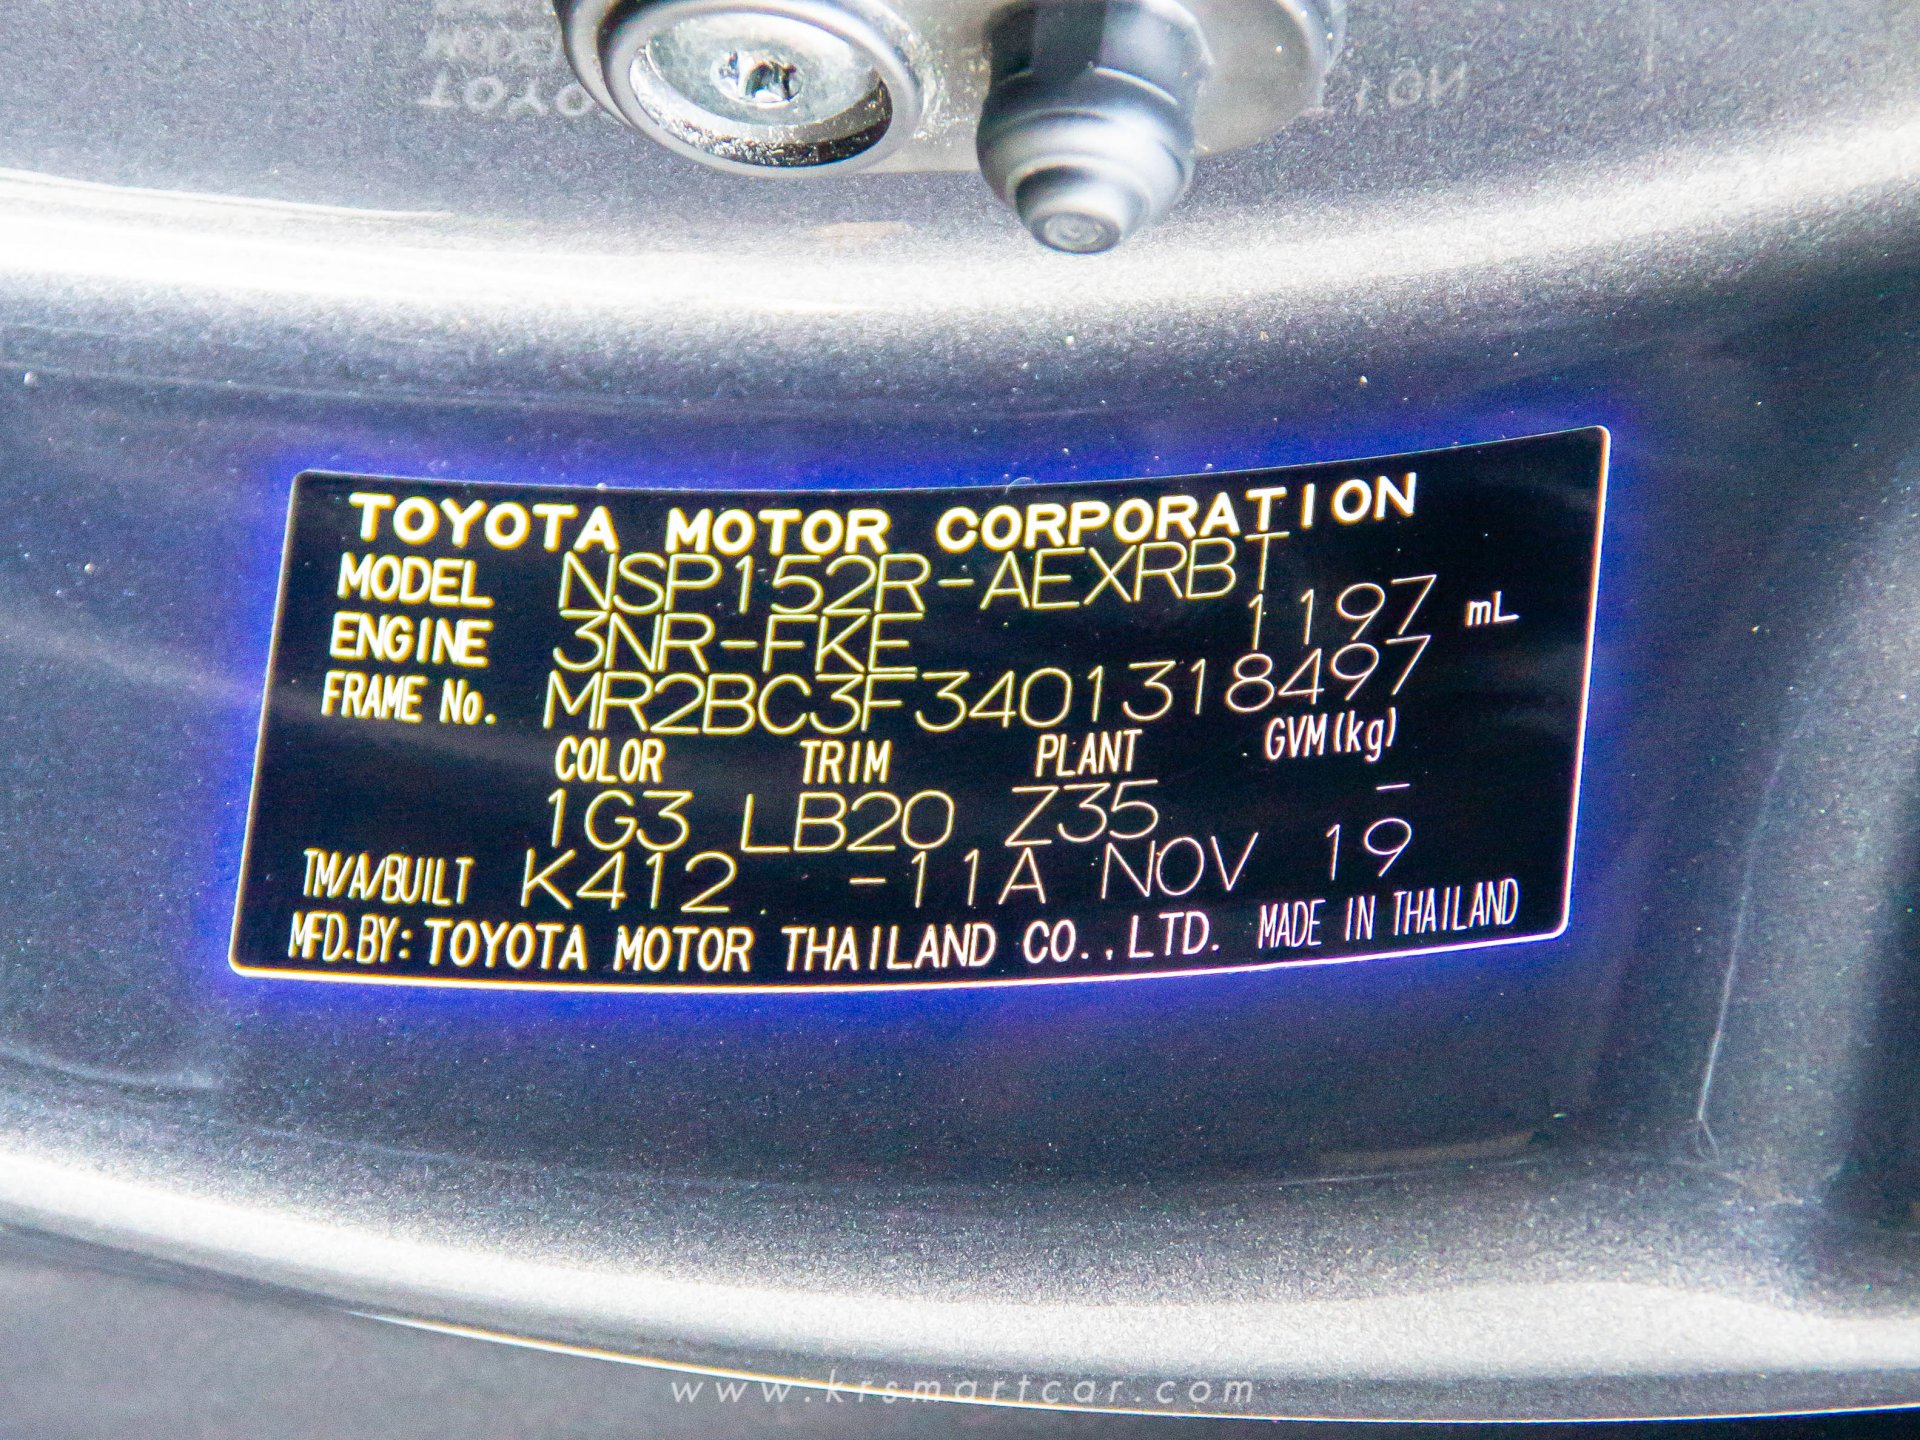 TOYOTA MOTOR CORPORATION
MODEL NSP152R-AEXRBT
ENGINE 3NR-FKE 1197 mL
FRAME No. MR2BC3F3401318497
COLOR TRIM PLANT GVM(kg)
1G3 LB20 Z35 -
TM/A/BUILT K412 -11A NOV 19
MFD.BY: TOYOTA MOTOR THAILAND CO.,LTD. MADE IN THAILAND
www.krsmartcar.com